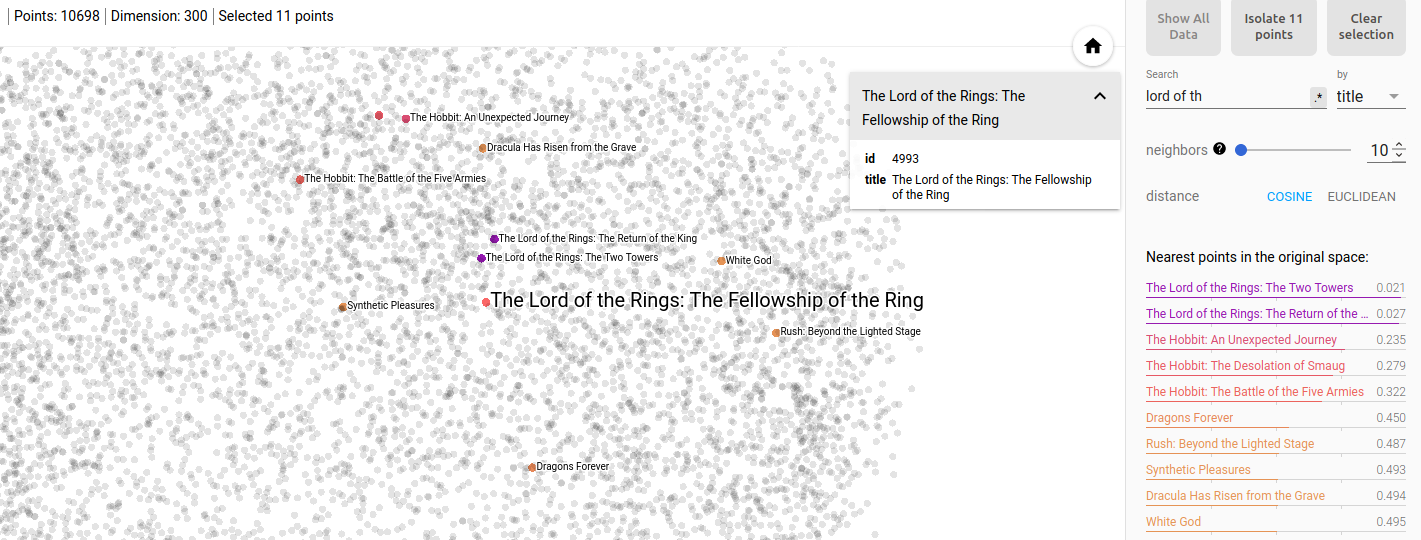 Points: 10698 | Dimension: 300 | Selected 11 points
Show All
Data
Isolate 11
points
Clear
selection
Search
lord of th
.*
by
title
neighbors ? 10
distance COSINE EUCLIDEAN
The Lord of the Rings: The
Fellowship of the Ring
id 4993
title The Lord of the Rings: The Fellowship
of the Ring
The Hobbit: An Unexpected Journey
Dracula Has Risen from the Grave
The Hobbit: The Battle of the Five Armies
The Lord of the Rings: The Return of the King
The Lord of the Rings: The Two Towers
White God
Synthetic Pleasures
The Lord of the Rings: The Fellowship of the Ring
Rush: Beyond the Lighted Stage
Dragons Forever
Nearest points in the original space:
The Lord of the Rings: The Two Towers 0.021
The Lord of the Rings: The Return of the ... 0.027
The Hobbit: An Unexpected Journey 0.235
The Hobbit: The Desolation of Smaug 0.279
The Hobbit: The Battle of the Five Armies 0.322
Dragons Forever 0.450
Rush: Beyond the Lighted Stage 0.487
Synthetic Pleasures 0.493
Dracula Has Risen from the Grave 0.494
White God 0.495